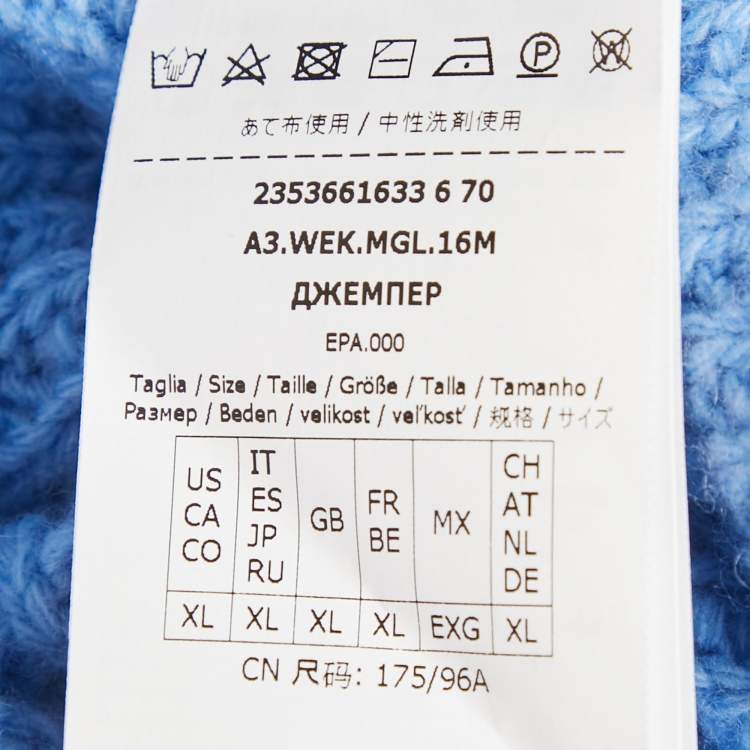 P
W
あて布使用 / 中性洗剤使用
2353661633 6 70
A3.WEK.MGL.16M
ДЖЕМПЕР
EPA.000
Taglia / Size / Taille / Größe / Talla / Tamanho /
Размер / Beden / velikost / veľkosť / 规格 / サイズ
US CA CO
IT ES JP RU
GB
FR BE
MX
CH AT NL DE
XL XL XL XL EXG XL
CN 尺码: 175/96A